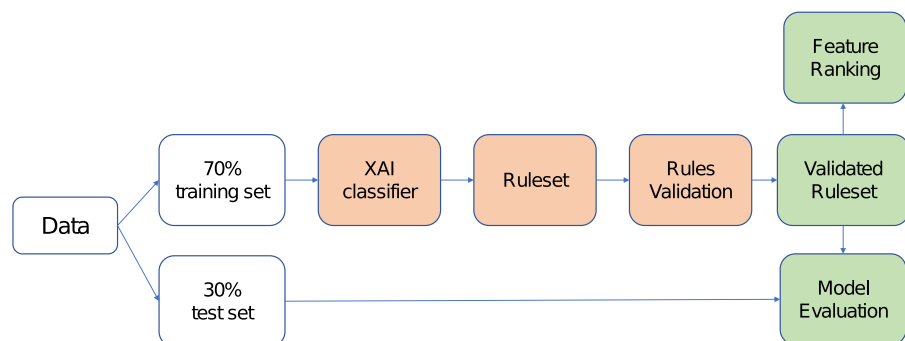 Feature
Ranking
70%
training set
XAI
classifier
Ruleset
Rules
Validation
Validated
Ruleset
Data
30%
test set
Model
Evaluation